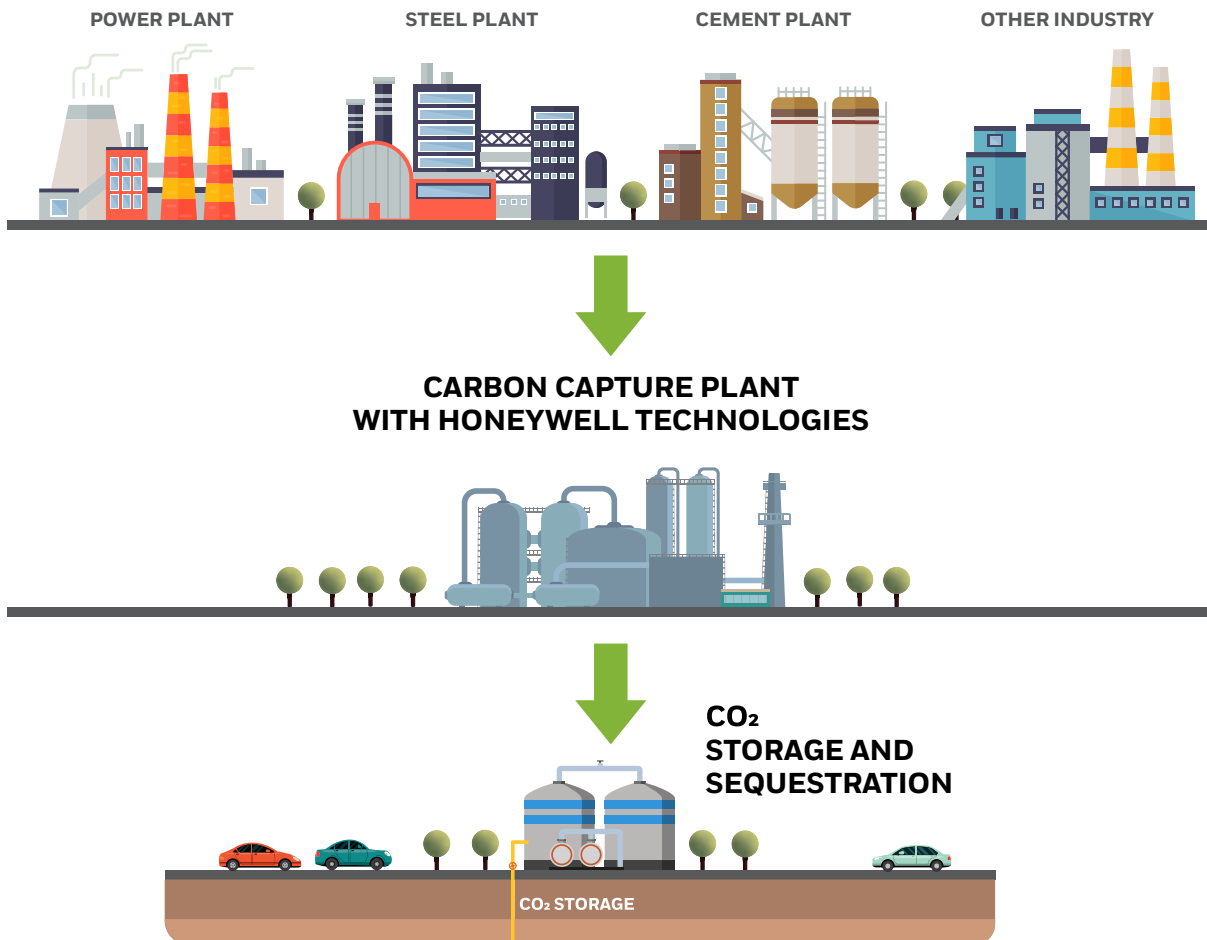 POWER PLANT
STEEL PLANT
CEMENT PLANT
OTHER INDUSTRY
CARBON CAPTURE PLANT
WITH HONEYWELL TECHNOLOGIES
CO₂
STORAGE AND
SEQUESTRATION
CO₂ STORAGE